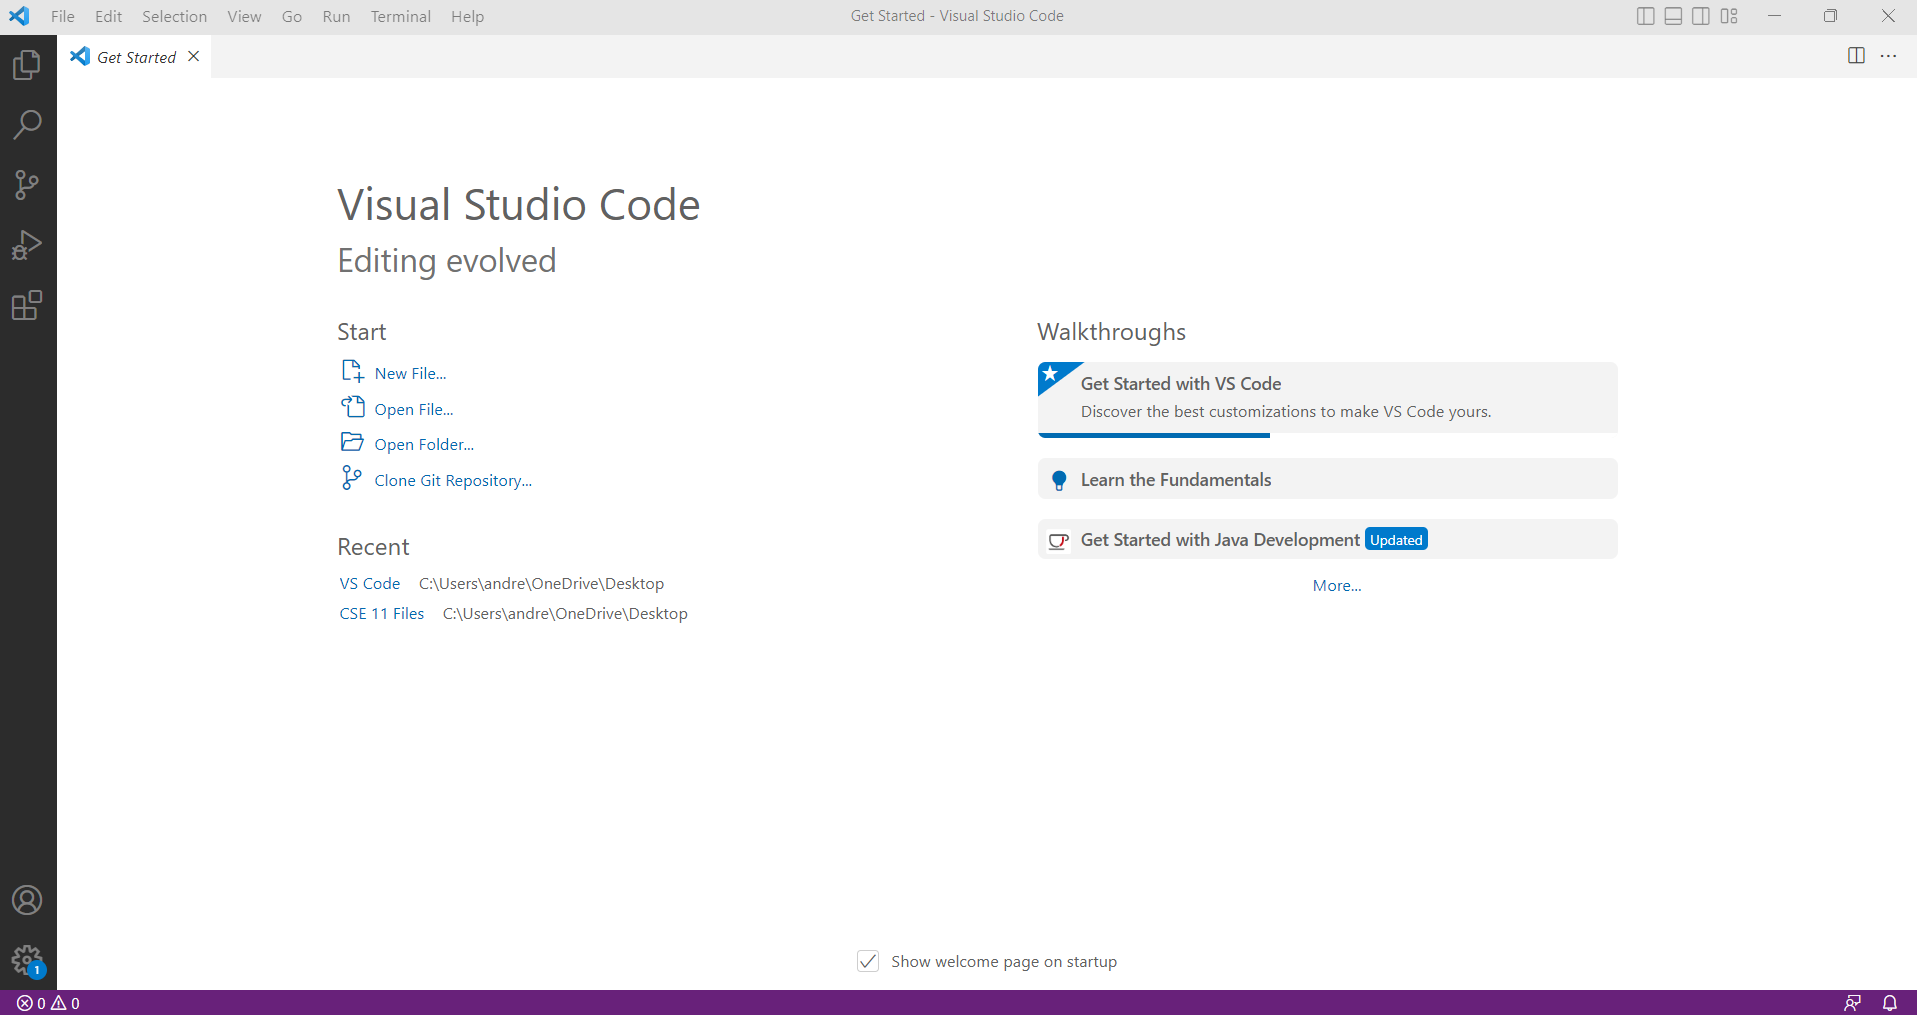 File Edit Selection View Go Run Terminal Help
Get Started - Visual Studio Code
Get Started
Visual Studio Code
Editing evolved
Start
New File...
Open File...
Open Folder...
Clone Git Repository...
Recent
VS Code C:\Users\andre\OneDrive\Desktop
CSE 11 Files C:\Users\andre\OneDrive\Desktop
Walkthroughs
Get Started with VS Code
Discover the best customizations to make VS Code yours.
Learn the Fundamentals
Get Started with Java Development Updated
More...
Show welcome page on startup
1
0 0